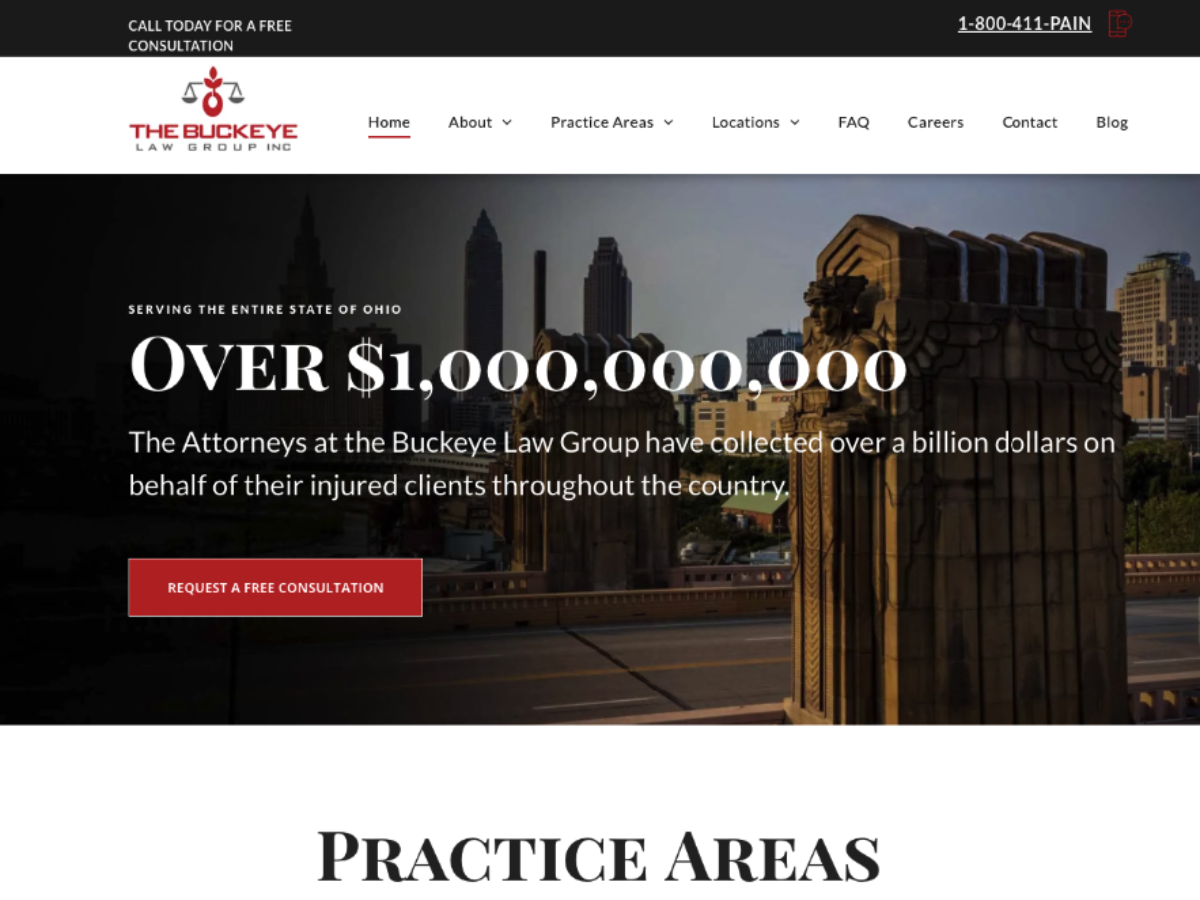 CALL TODAY FOR A FREE
CONSULTATION
1-800-411-PAIN
THE BUCKEYE
LAW GROUP INC
Home About Practice Areas Locations FAQ Careers Contact Blog
SERVING THE ENTIRE STATE OF OHIO
OVER $1,000,000,000
The Attorneys at the Buckeye Law Group have collected over a billion dollars on
behalf of their injured clients throughout the country.
REQUEST A FREE CONSULTATION
PRACTICE AREAS